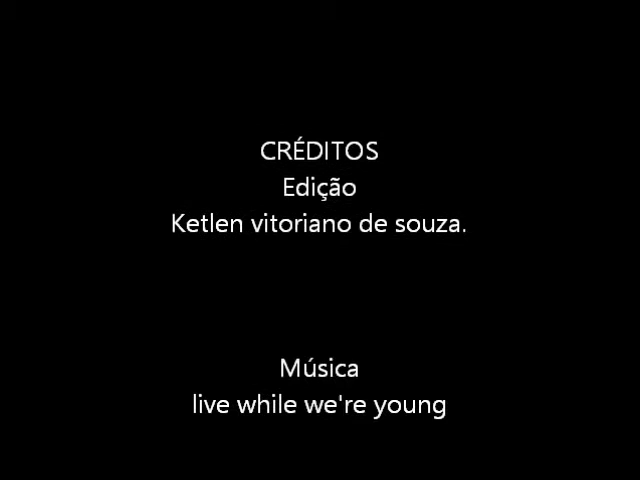 CRÉDITOS
Edição
Ketlen vitoriano de souza.
Música
live while we're young